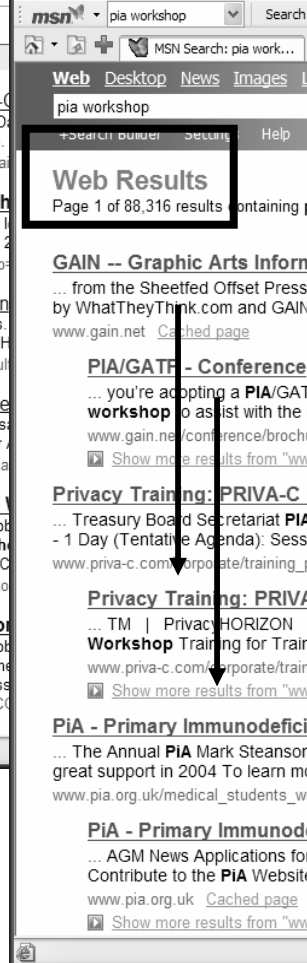 msn pia workshop Search
MSN Search: pia work...
Web Desktop News Images
pia workshop
+Search Builder Settings Help
Web Results
Page 1 of 88,316 results containing
GAIN -- Graphic Arts Inform
... from the Sheetfed Offset Press
by WhatTheyThink.com and GAIN
www.gain.net Cached page
PIA/GATF - Conference
... you're adopting a PIA/GAT
workshop to assist with the
www.gain.net/conference/brochu
Show more results from "ww
Privacy Training: PRIVA-C
... Treasury Board Secretariat PIA
- 1 Day (Tentative Agenda): Sess
www.priva-c.com/corporate/training_p
Privacy Training: PRIVA
... TM | PrivacyHORIZON
Workshop Training for Train
www.priva-c.com/corporate/train
Show more results from "ww
PiA - Primary Immunodefici
... The Annual PiA Mark Steanson
great support in 2004 To learn mo
www.pia.org.uk/medical_students_w
PiA - Primary Immunode
... AGM News Applications for
Contribute to the PiA Website
www.pia.org.uk Cached page
Show more results from "ww